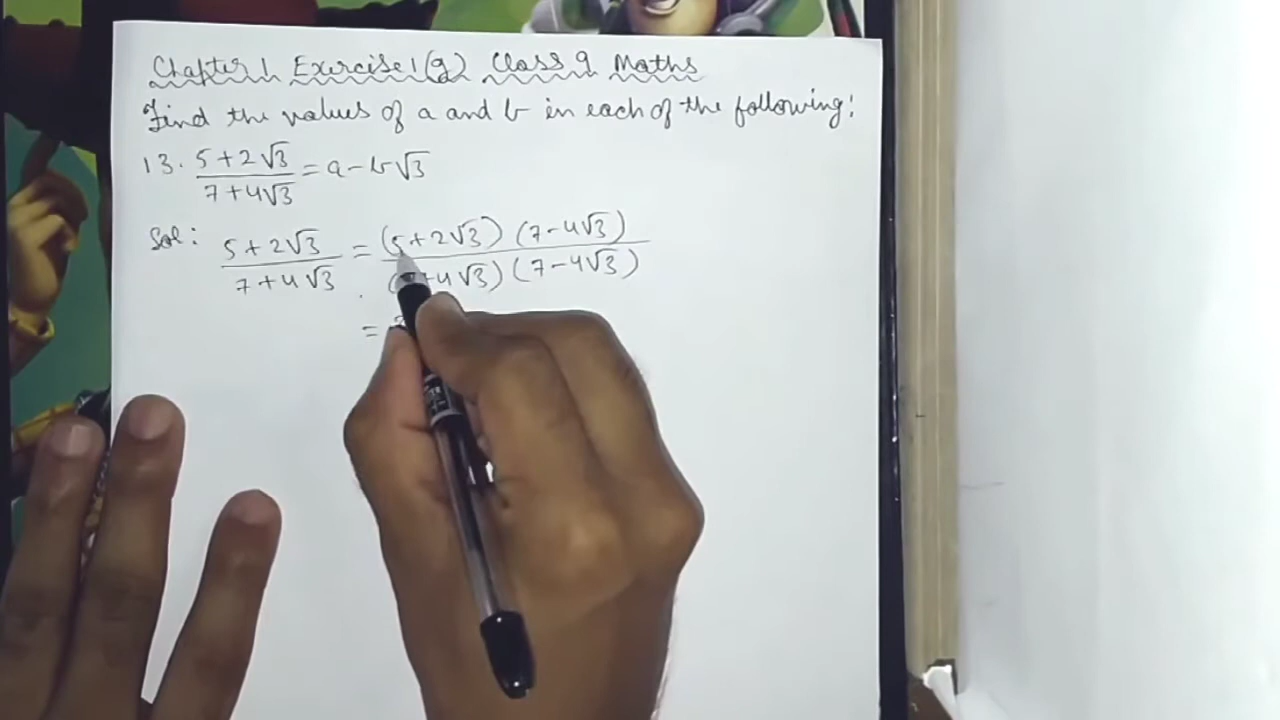 Chapter 1 Exercise 1(g) Class 9 Maths
Find the values of a and b in each of the following:
13. 5+2√3 / 7+4√3 = a-b√3
Sol: 5+2√3 / 7+4√3 = (5+2√3) (7-4√3) / (7+4√3) (7-4√3)
=